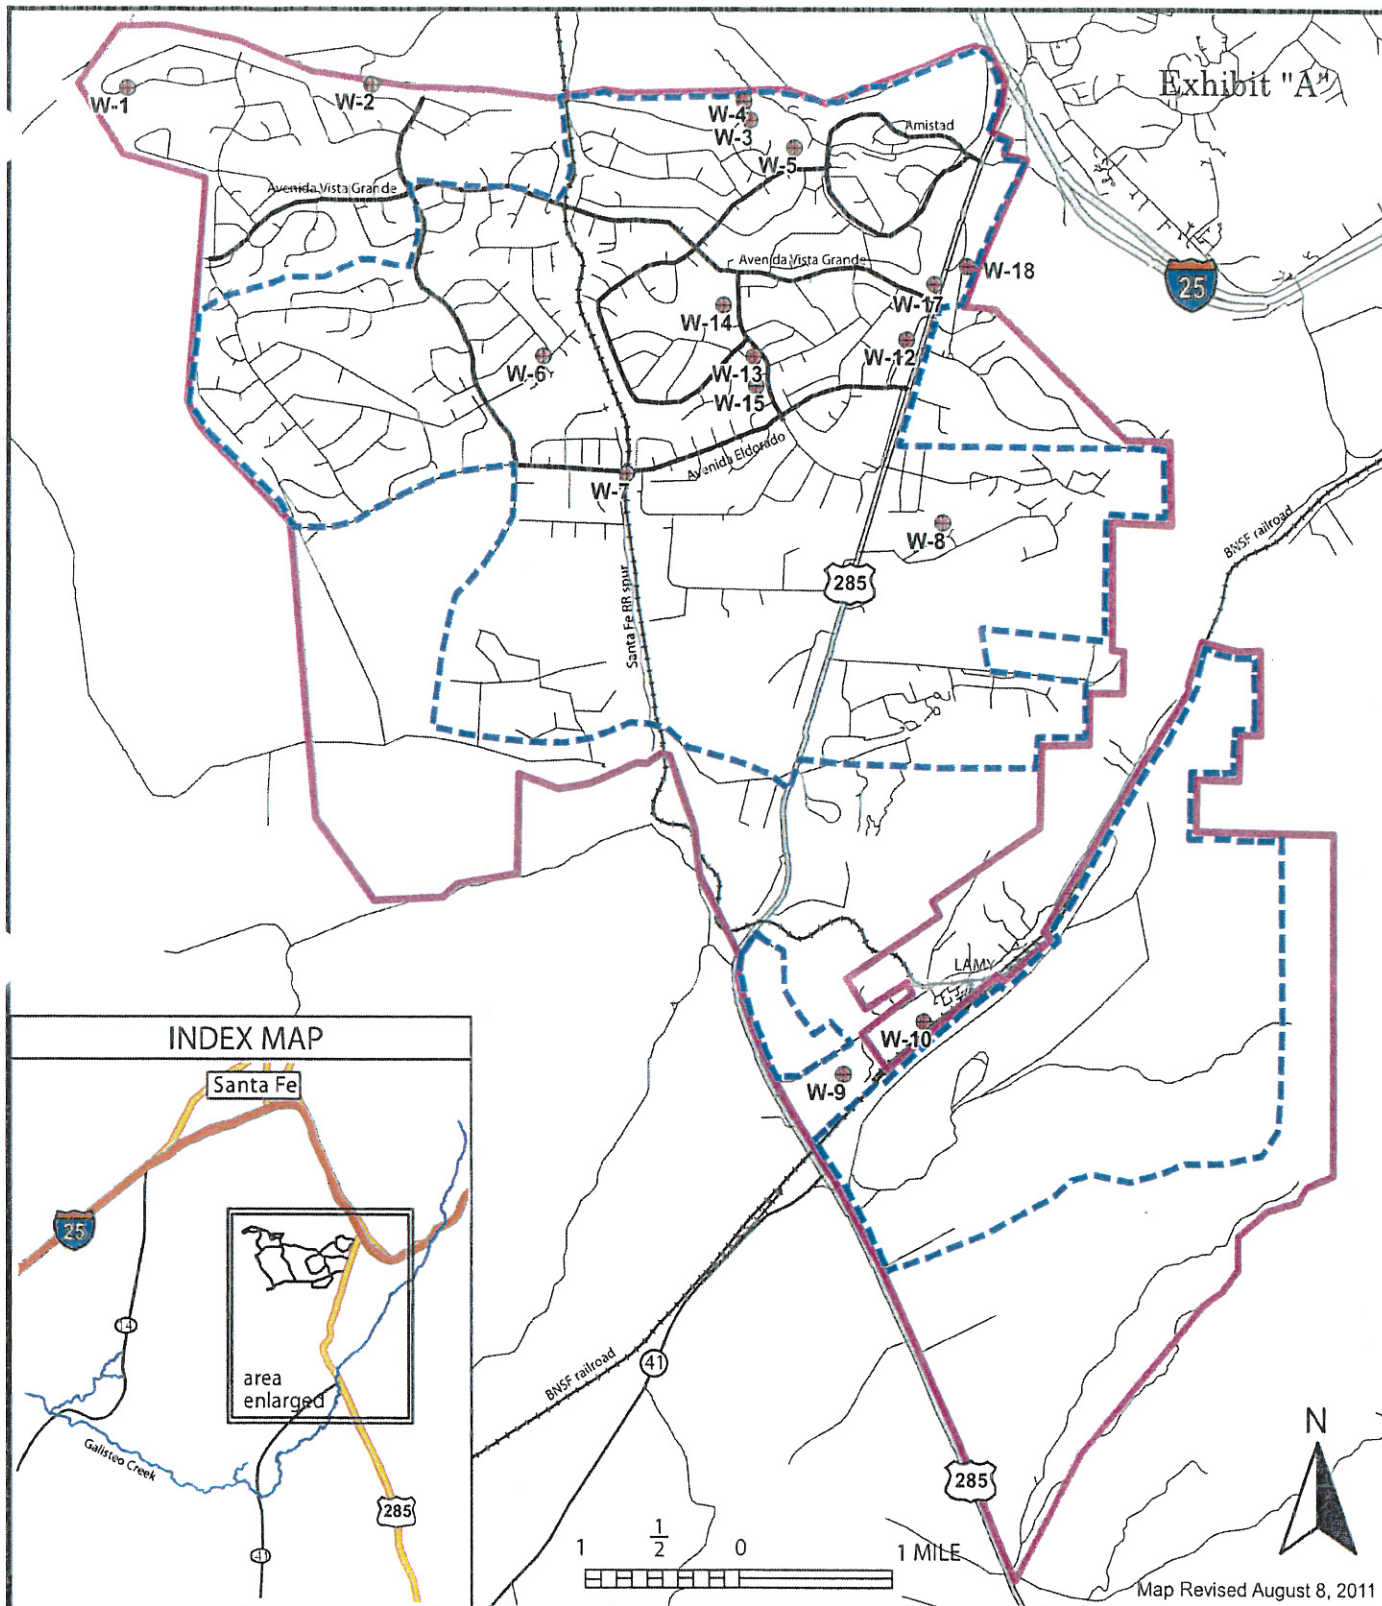 Exhibit "A"
W-1
W-2
W-4
W-3
W-5
Amistad
Avenida Vista Grande
Avenida Vista Grande
W-18
25
W-17
W-14
W-12
W-6
W-13
W-15
Avenida Eldorado
W-7
W-8
BNSF railroad
285
Santa Fe RR spur
LAMY
W-10
W-9
INDEX MAP
Santa Fe
25
14
area
enlarged
Galisteo Creek
285
41
BNSF railroad
41
285
N
1
1/2
0
1 MILE
Map Revised August 8, 2011